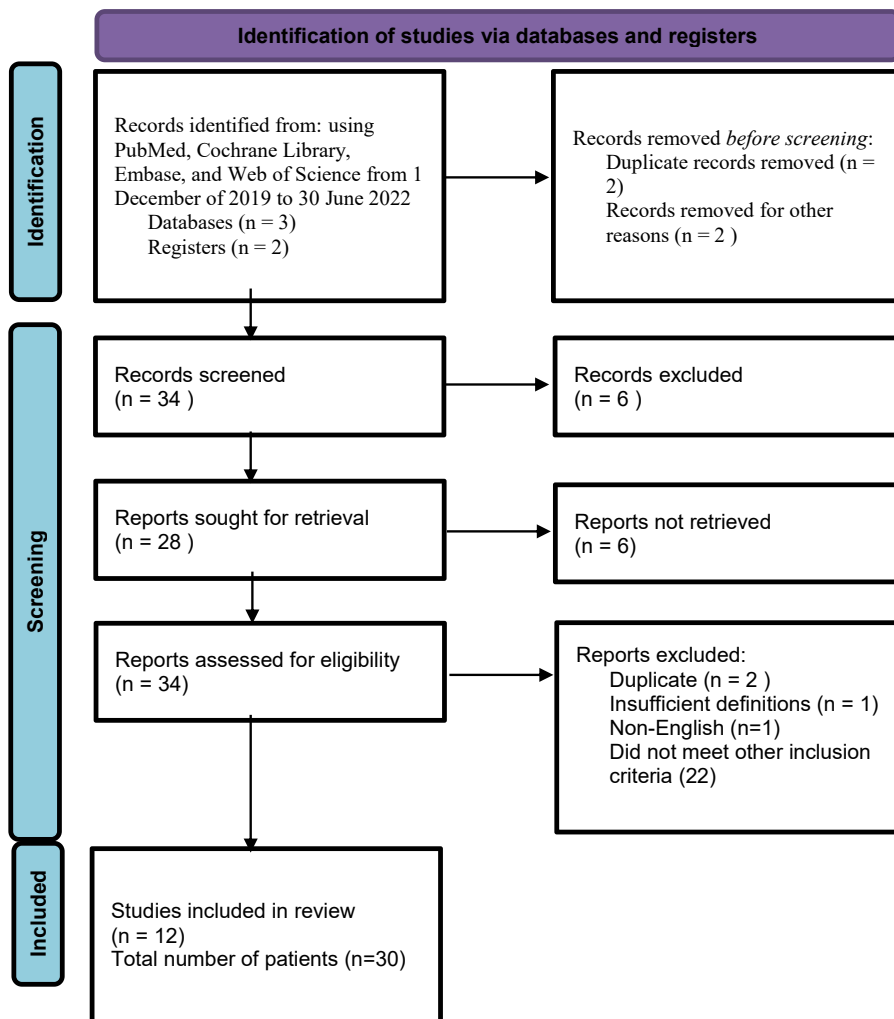 Identification of studies via databases and registers
Identification
Records identified from: using
PubMed, Cochrane Library,
Embase, and Web of Science from 1
December of 2019 to 30 June 2022
Databases (n = 3)
Registers (n = 2)
Records removed before screening:
Duplicate records removed (n =
2)
Records removed for other
reasons (n = 2 )
Screening
Records screened
(n = 34 )
Records excluded
(n = 6 )
Reports sought for retrieval
(n = 28 )
Reports not retrieved
(n = 6)
Reports assessed for eligibility
(n = 34)
Reports excluded:
Duplicate (n = 2 )
Insufficient definitions (n = 1)
Non-English (n=1)
Did not meet other inclusion
criteria (22)
Included
Studies included in review
(n = 12)
Total number of patients (n=30)